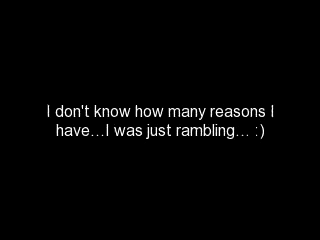 I don't know how many reasons I
have…I was just rambling… :)